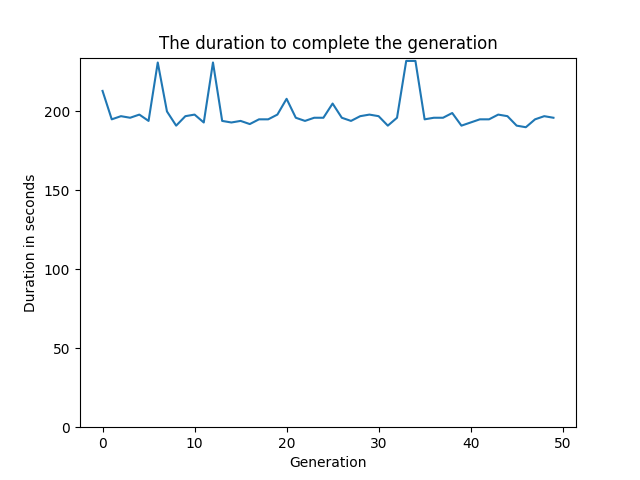 The duration to complete the generation
200
150
100
50
0
Duration in seconds
0 10 20 30 40 50
Generation